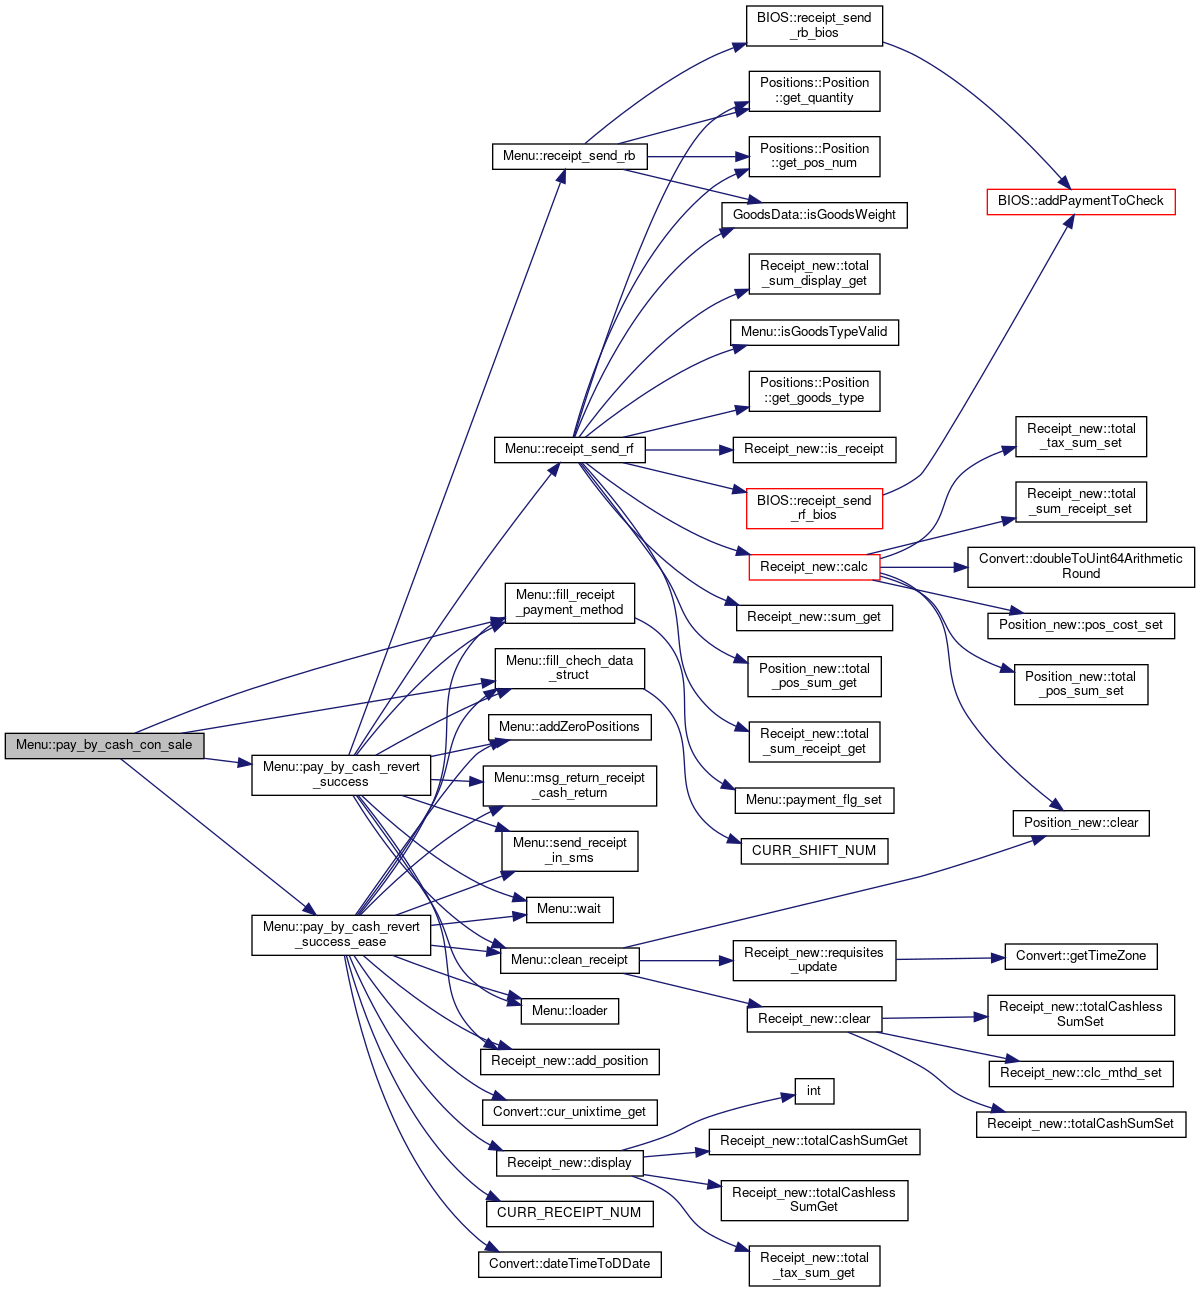 Menu::pay_by_cash_con_sale
Menu::pay_by_cash_revert
_success
Menu::pay_by_cash_revert
_success_ease
Menu::receipt_send_rb
Menu::receipt_send_rf
Menu::fill_receipt
_payment_method
Menu::fill_chech_data
_struct
Menu::addZeroPositions
Menu::msg_return_receipt
_cash_return
Menu::send_receipt
_in_sms
Menu::wait
Menu::clean_receipt
Menu::loader
Receipt_new::add_position
Convert::cur_unixtime_get
Receipt_new::display
CURR_RECEIPT_NUM
Convert::dateTimeToDDate
BIOS::receipt_send
_rb_bios
Positions::Position
::get_quantity
Positions::Position
::get_pos_num
GoodsData::isGoodsWeight
Receipt_new::total
_sum_display_get
Menu::isGoodsTypeValid
Positions::Position
::get_goods_type
Receipt_new::is_receipt
BIOS::receipt_send
_rf_bios
Receipt_new::calc
Receipt_new::sum_get
Position_new::total
_pos_sum_get
Receipt_new::total
_sum_receipt_get
Menu::payment_flg_set
CURR_SHIFT_NUM
Receipt_new::requisites
_update
Receipt_new::clear
int
Receipt_new::totalCashSumGet
Receipt_new::totalCashless
SumGet
Receipt_new::total
_tax_sum_get
BIOS::addPaymentToCheck
Receipt_new::total
_tax_sum_set
Receipt_new::total
_sum_receipt_set
Convert::doubleToUint64Arithmetic
Round
Position_new::pos_cost_set
Position_new::total
_pos_sum_set
Position_new::clear
Convert::getTimeZone
Receipt_new::totalCashless
SumSet
Receipt_new::clc_mthd_set
Receipt_new::totalCashSumSet